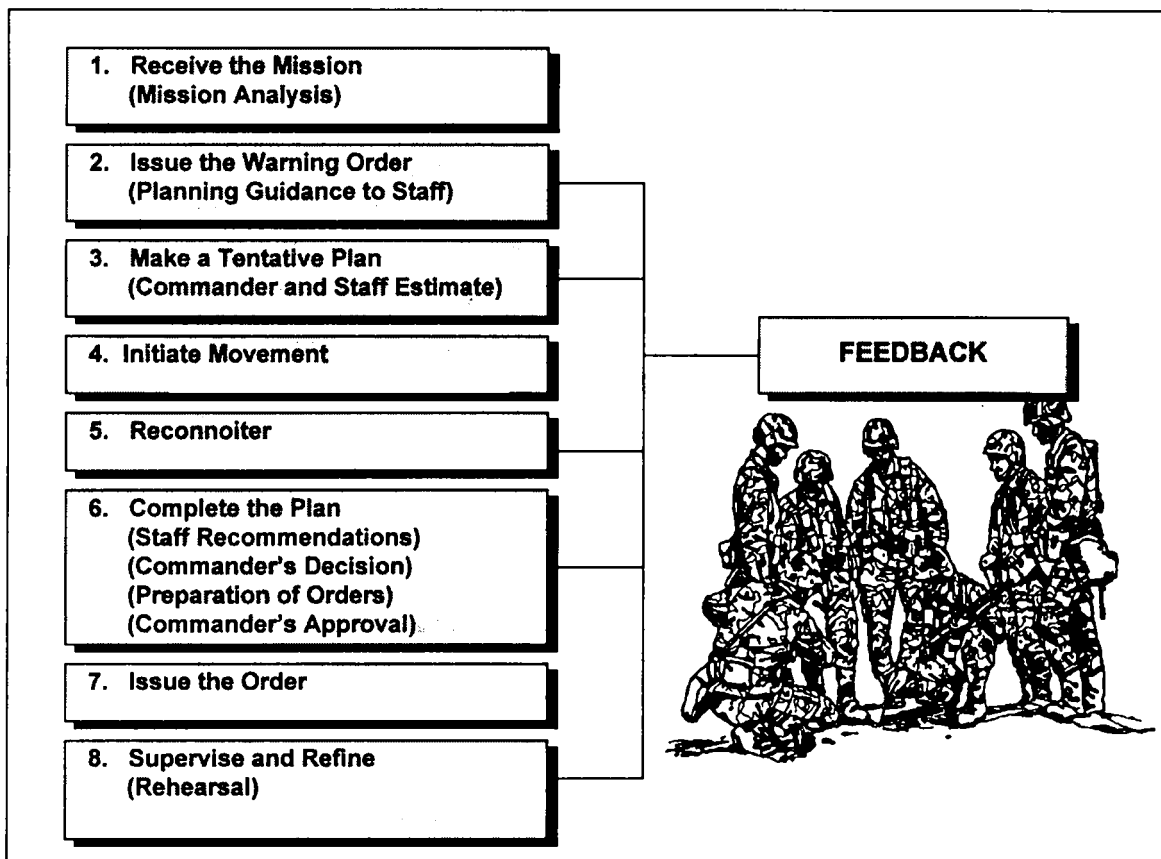 1. Receive the Mission
(Mission Analysis)
2. Issue the Warning Order
(Planning Guidance to Staff)
3. Make a Tentative Plan
(Commander and Staff Estimate)
4. Initiate Movement
5. Reconnoiter
6. Complete the Plan
(Staff Recommendations)
(Commander's Decision)
(Preparation of Orders)
(Commander's Approval)
7. Issue the Order
8. Supervise and Refine
(Rehearsal)
FEEDBACK